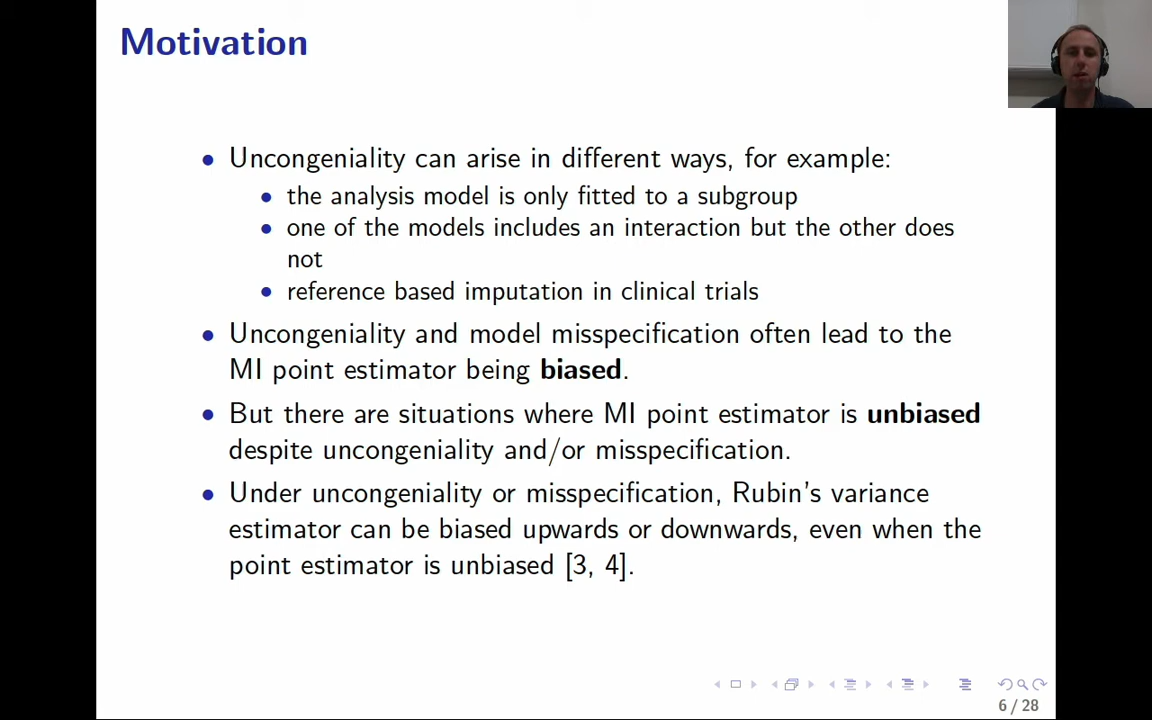 Motivation
• Uncongeniality can arise in different ways, for example:
• the analysis model is only fitted to a subgroup
• one of the models includes an interaction but the other does
not
• reference based imputation in clinical trials
• Uncongeniality and model misspecification often lead to the
MI point estimator being biased.
• But there are situations where MI point estimator is unbiased
despite uncongeniality and/or misspecification.
• Under uncongeniality or misspecification, Rubin's variance
estimator can be biased upwards or downwards, even when the
point estimator is unbiased [3, 4].
6 / 28